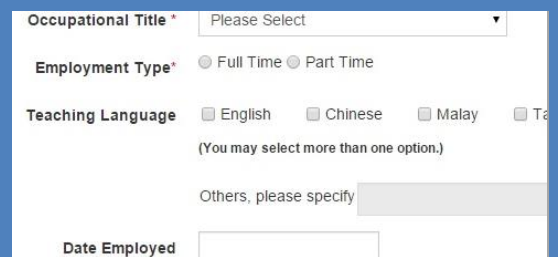 Occupational Title * Please Select
Employment Type* Full Time Part Time
Teaching Language English Chinese Malay
(You may select more than one option.)
Others, please specify
Date Employed